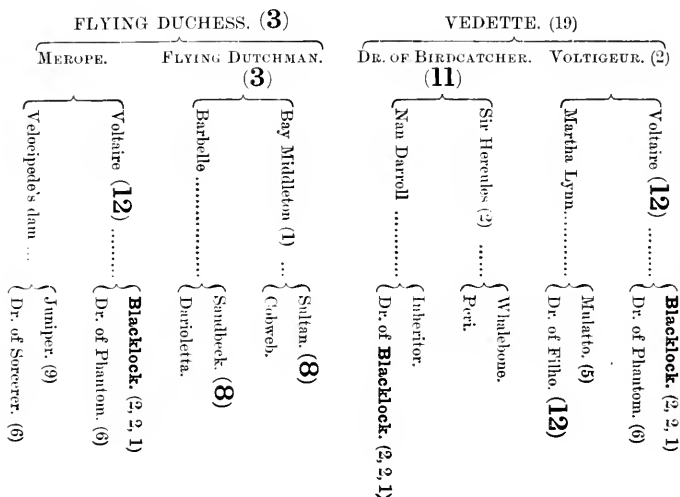 FLYING DUCHESS. (3)
VEDETTE. (19)
MEROPE.
FLYING DUTCHMAN. (3)
DR. OF BIRDCATCHER. (11)
VOLTIGEUR. (2)
Velocipede's dam ...
Voltaire (12) ......
Barbelle ............
Bay Middleton (1) ...
Nan Darroll ........
Sir Hercules (2) .....
Martha Lynn......
Voltaire (12) ........
Juniper. (9)
Dr. of Sorcerer. (6)
Blacklock. (2, 2, 1)
Dr. of Phantom. (6)
Sandbeck. (8)
Darioletta.
Sultan. (8)
Cobweb.
Inheritor.
Dr. of Blacklock. (2, 2, 1)
Whalebone.
Peri.
Mulatto. (5)
Dr. of Filho. (12)
Blacklock. (2, 2, 1)
Dr. of Phantom. (6)